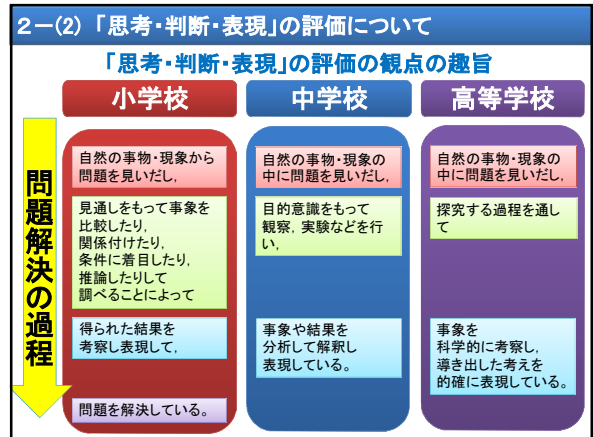 2-(2) 「思考・判断・表現」の評価について
「思考・判断・表現」の評価の観点の趣旨
小学校
中学校
高等学校
問題解決の過程
自然の事物・現象から
問題を見いだし,
見通しをもって事象を
比較したり,
関係付けたり,
条件に着目したり,
推論したりして
調べることによって
得られた結果を
考察し表現して,
問題を解決している。
自然の事物・現象の
中に問題を見いだし,
目的意識をもって
観察,実験などを行
い,
事象や結果を
分析して解釈し
表現している。
自然の事物・現象の
中に問題を見いだし,
探究する過程を通し
て
事象を
科学的に考察し,
導き出した考えを
的確に表現している。